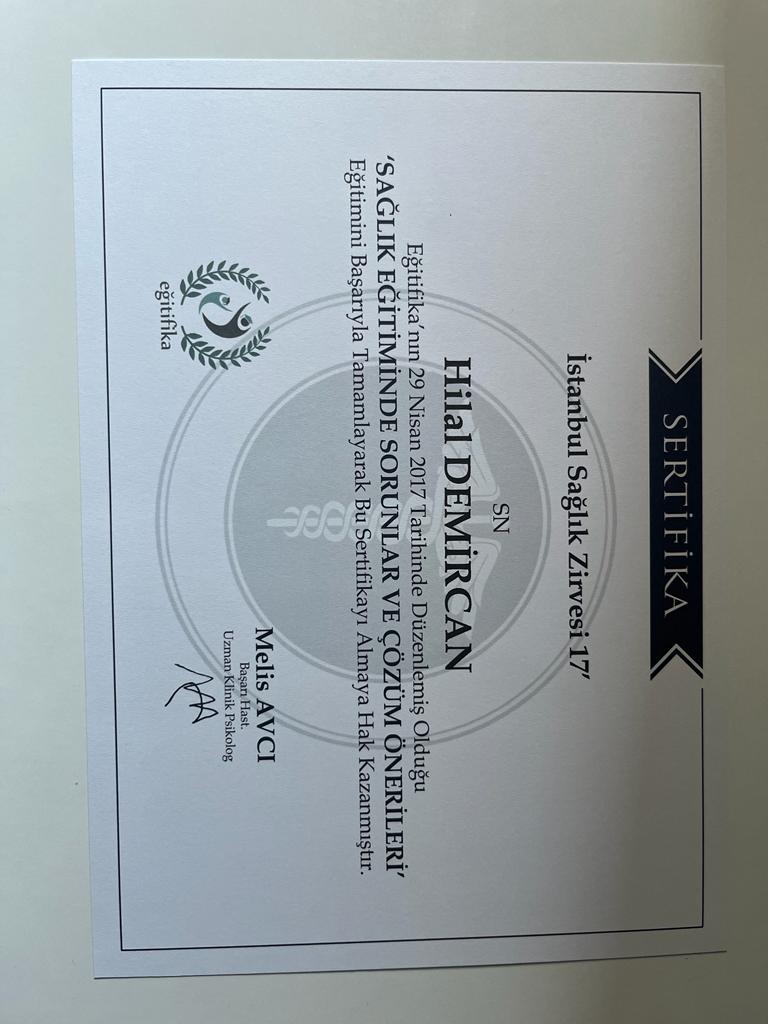 SERTİFİKA
İstanbul Sağlık Zirvesi 17'
SN
Hilal DEMİRCAN
Eğitifika'nın 29 Nisan 2017 Tarihinde Düzenlemiş Olduğu
'SAĞLIK EĞİTİMİNDE SORUNLAR VE ÇÖZÜM ÖNERİLERİ'
Eğitimini Başarıyla Tamamlayarak Bu Sertifikayı Almaya Hak Kazanmıştır.
eğitifika
Melis AVCI
Başarı Hast.
Uzman Klinik Psikolog